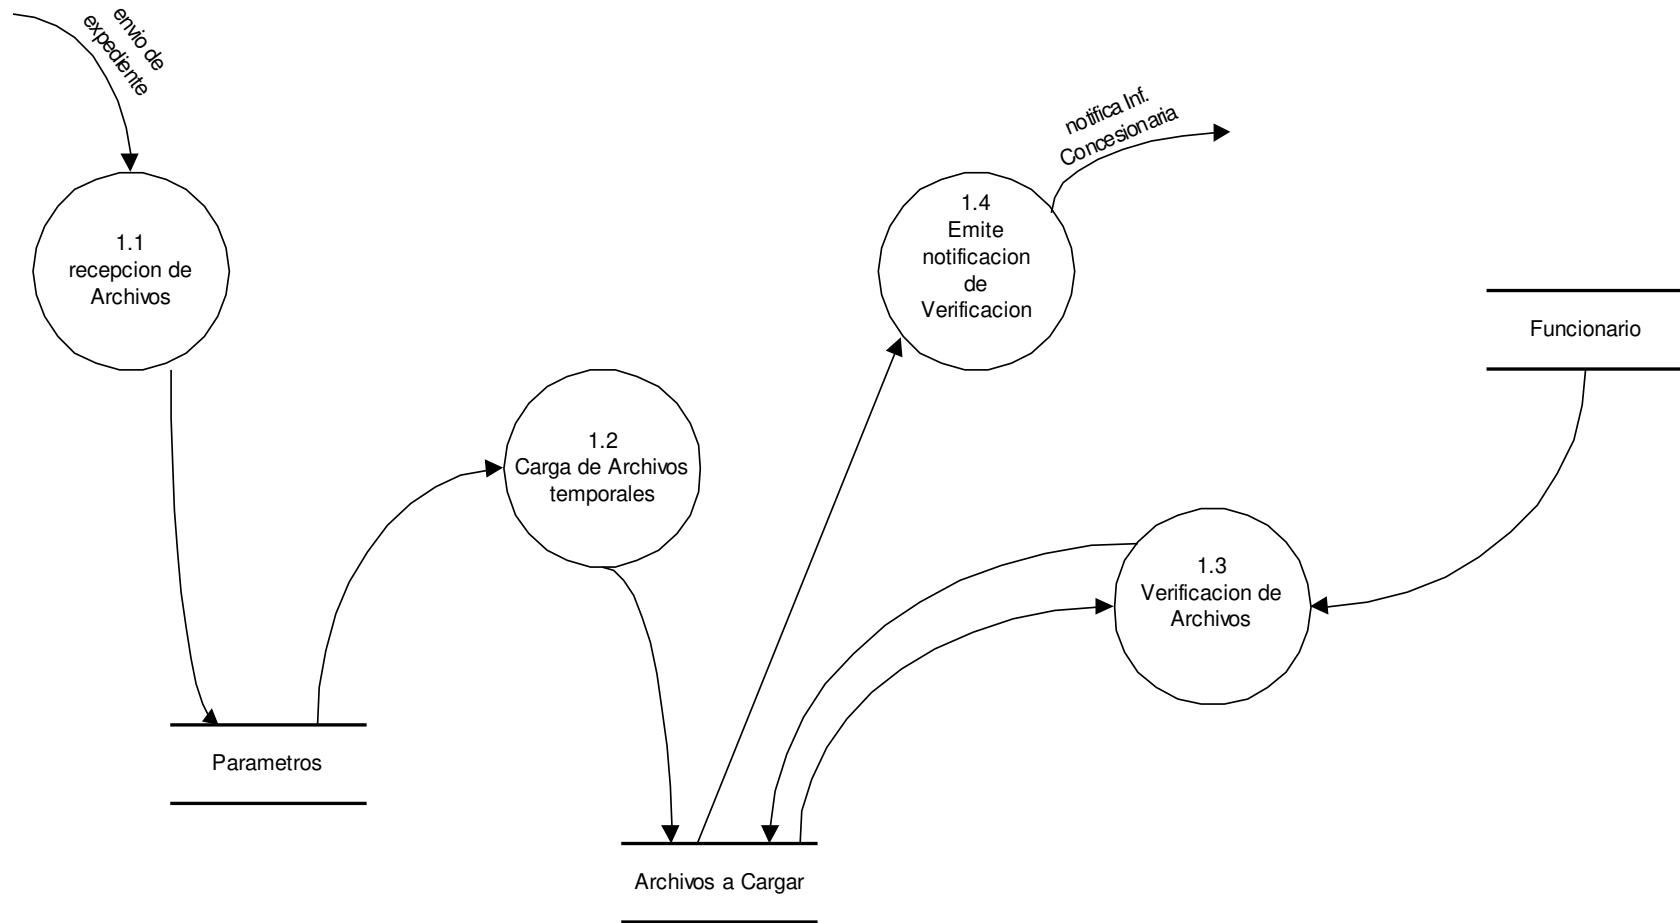 envio de
expediente
1.1
recepcion de
Archivos
notifica Inf.
Concesionaria
1.4
Emite
notificacion
de
Verificacion
Funcionario
1.2
Carga de Archivos
temporales
1.3
Verificacion de
Archivos
Parametros
Archivos a Cargar